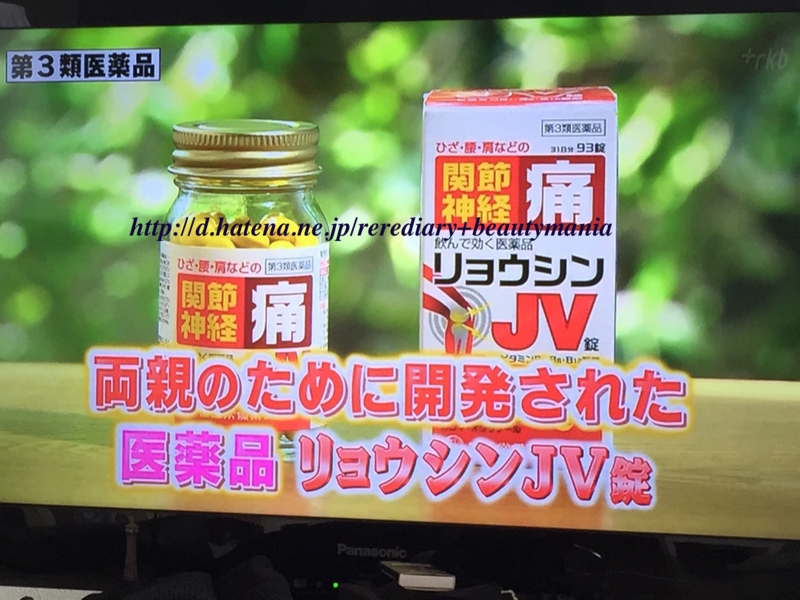 第３類医薬品
+rkb
第3類医薬品
31日分 93錠
ひざ・腰・肩などの
関節
神経
痛
http://d.hatena.ne.jp/rerediary+beautymania
飲んで効く医薬品
リョウシン
JV錠
ひざ・腰・肩などの
第3類医薬品
関節
神経
痛
両親のために開発された
医薬品 リョウシンJV錠
Panasonic